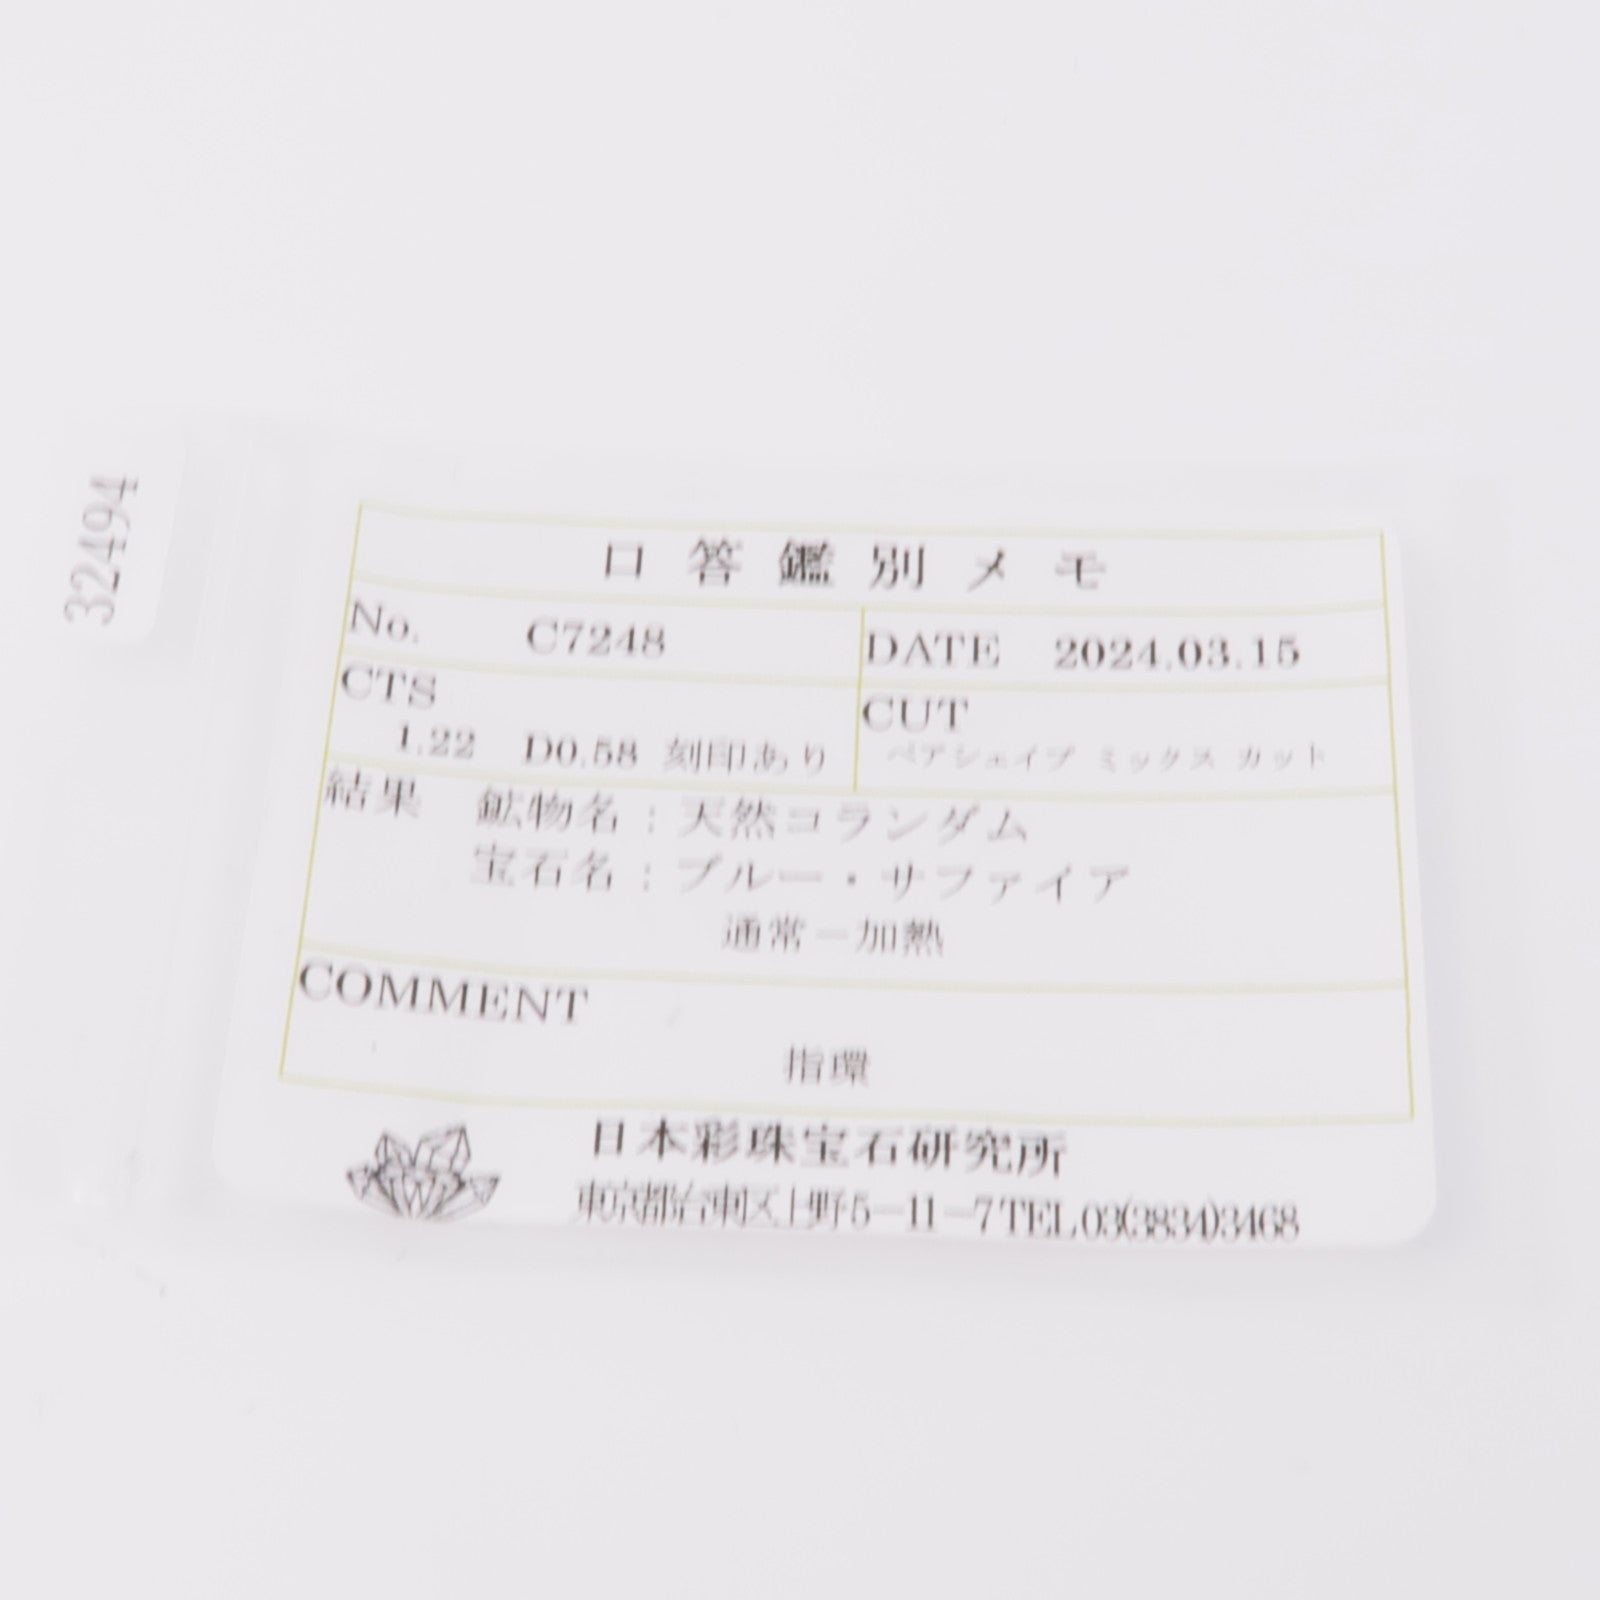 32494
口答鑑別メモ
No. C7248 DATE 2024.03.15
CTS CUT
1.22 D0.58 刻印あり ペアシェイプ ミックス カット
結果 鉱物名：天然コランダム
宝石名：ブルー・サファイア
通常－加熱
COMMENT
指環
日本彩珠宝石研究所
東京都台東区上野5－11－7TEL03(3834)3468